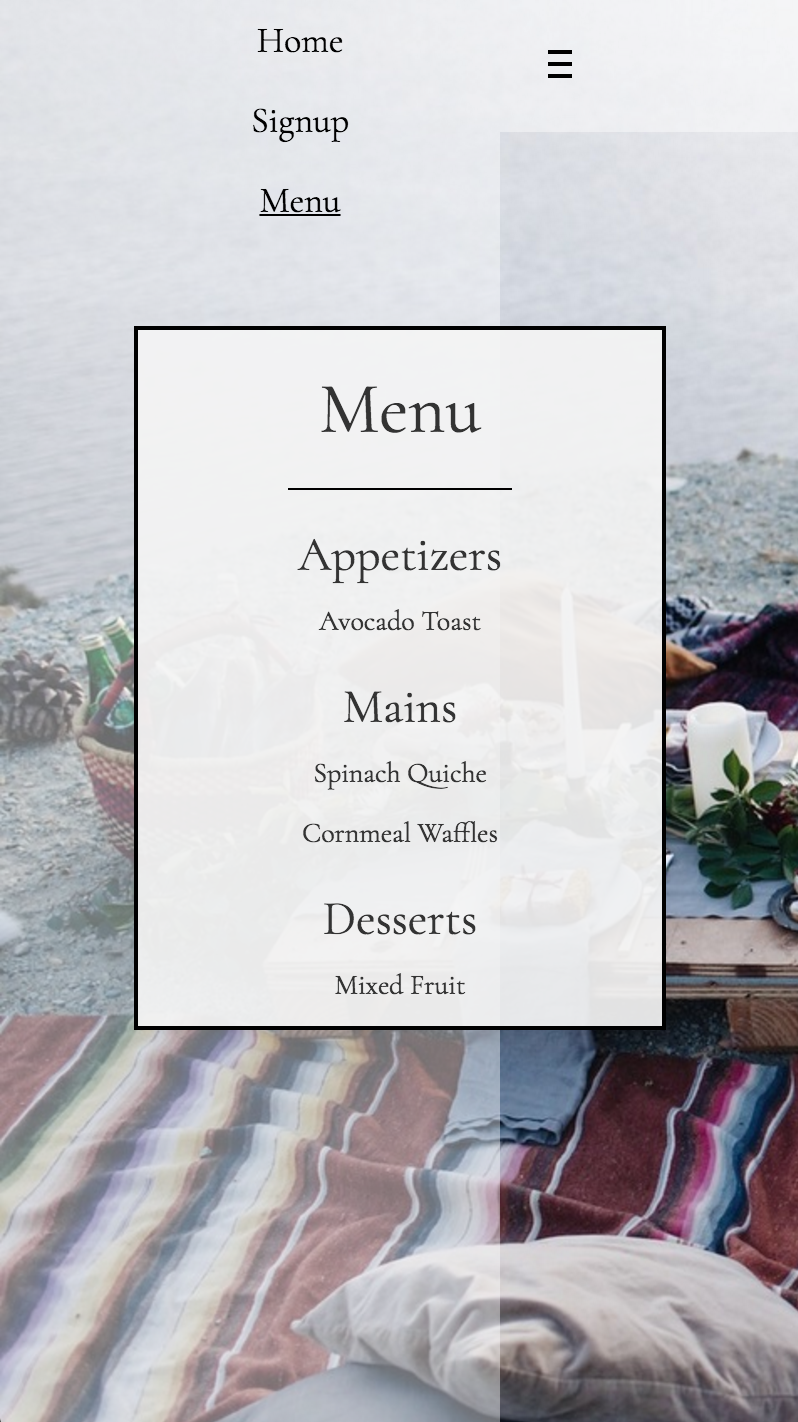 Home
Signup
Menu
Menu
Appetizers
Avocado Toast
Mains
Spinach Quiche
Cornmeal Waffles
Desserts
Mixed Fruit